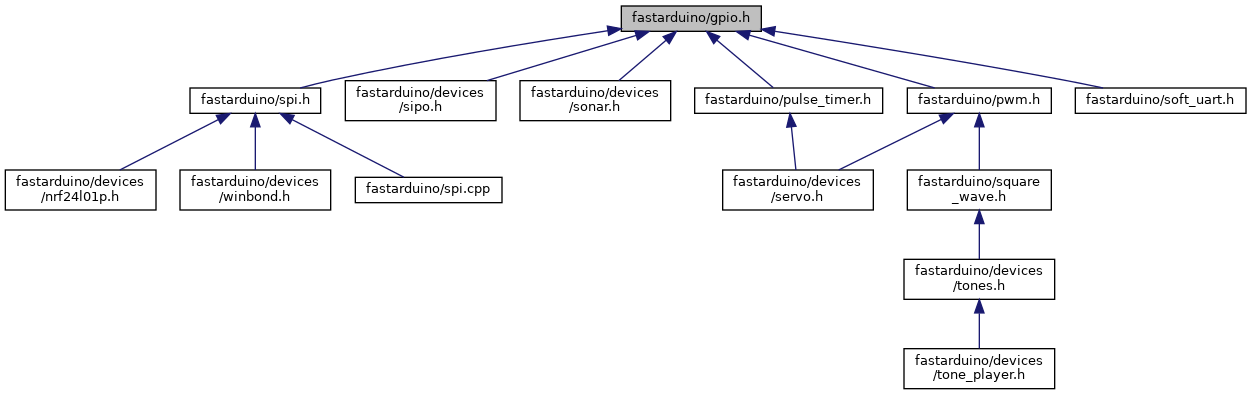 fastarduino/gpio.h
fastarduino/spi.h
fastarduino/devices
/sipo.h
fastarduino/devices
/sonar.h
fastarduino/pulse_timer.h
fastarduino/pwm.h
fastarduino/soft_uart.h
fastarduino/devices
/nrf24l01p.h
fastarduino/devices
/winbond.h
fastarduino/spi.cpp
fastarduino/devices
/servo.h
fastarduino/square
_wave.h
fastarduino/devices
/tones.h
fastarduino/devices
/tone_player.h